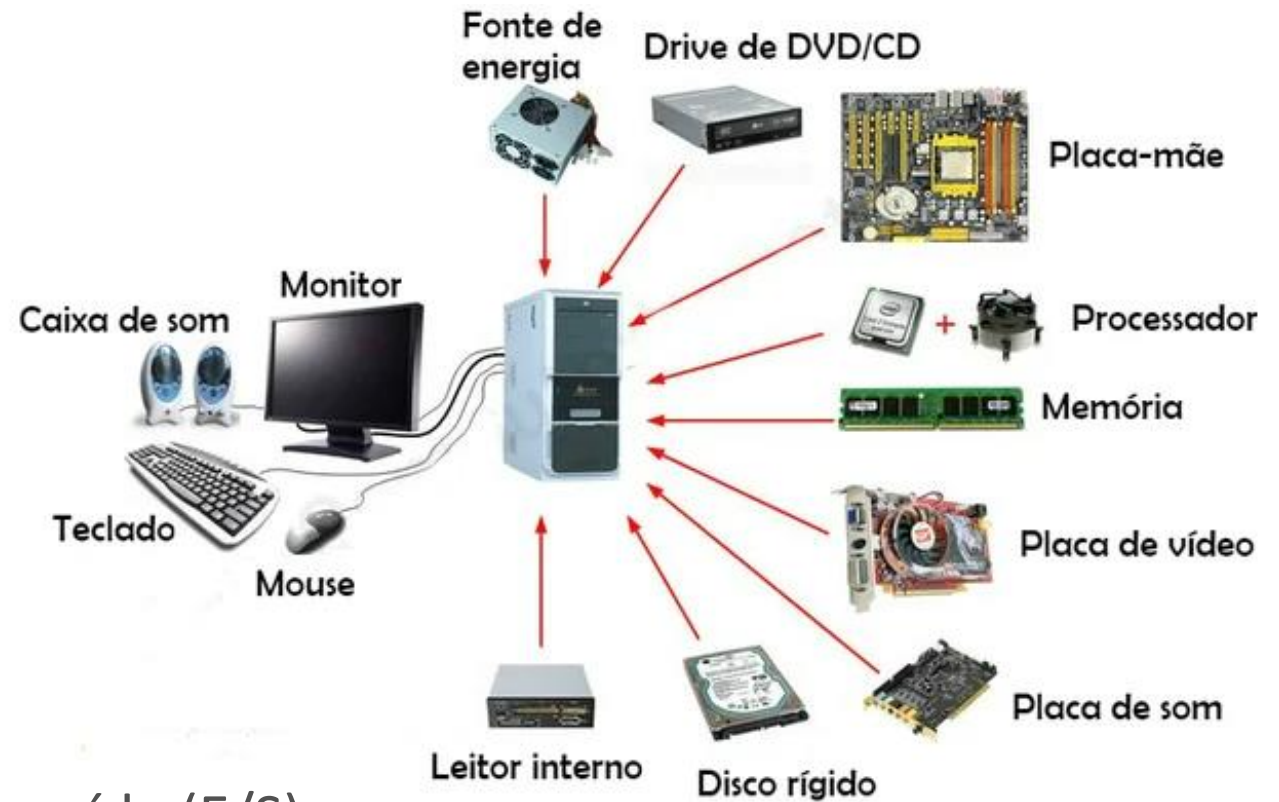 Fonte de
energia
Drive de DVD/CD
Placa-mãe
Monitor
Caixa de som
Processador
Memória
Teclado
Mouse
Placa de vídeo
Placa de som
Leitor interno
Disco rígido
(E/S)